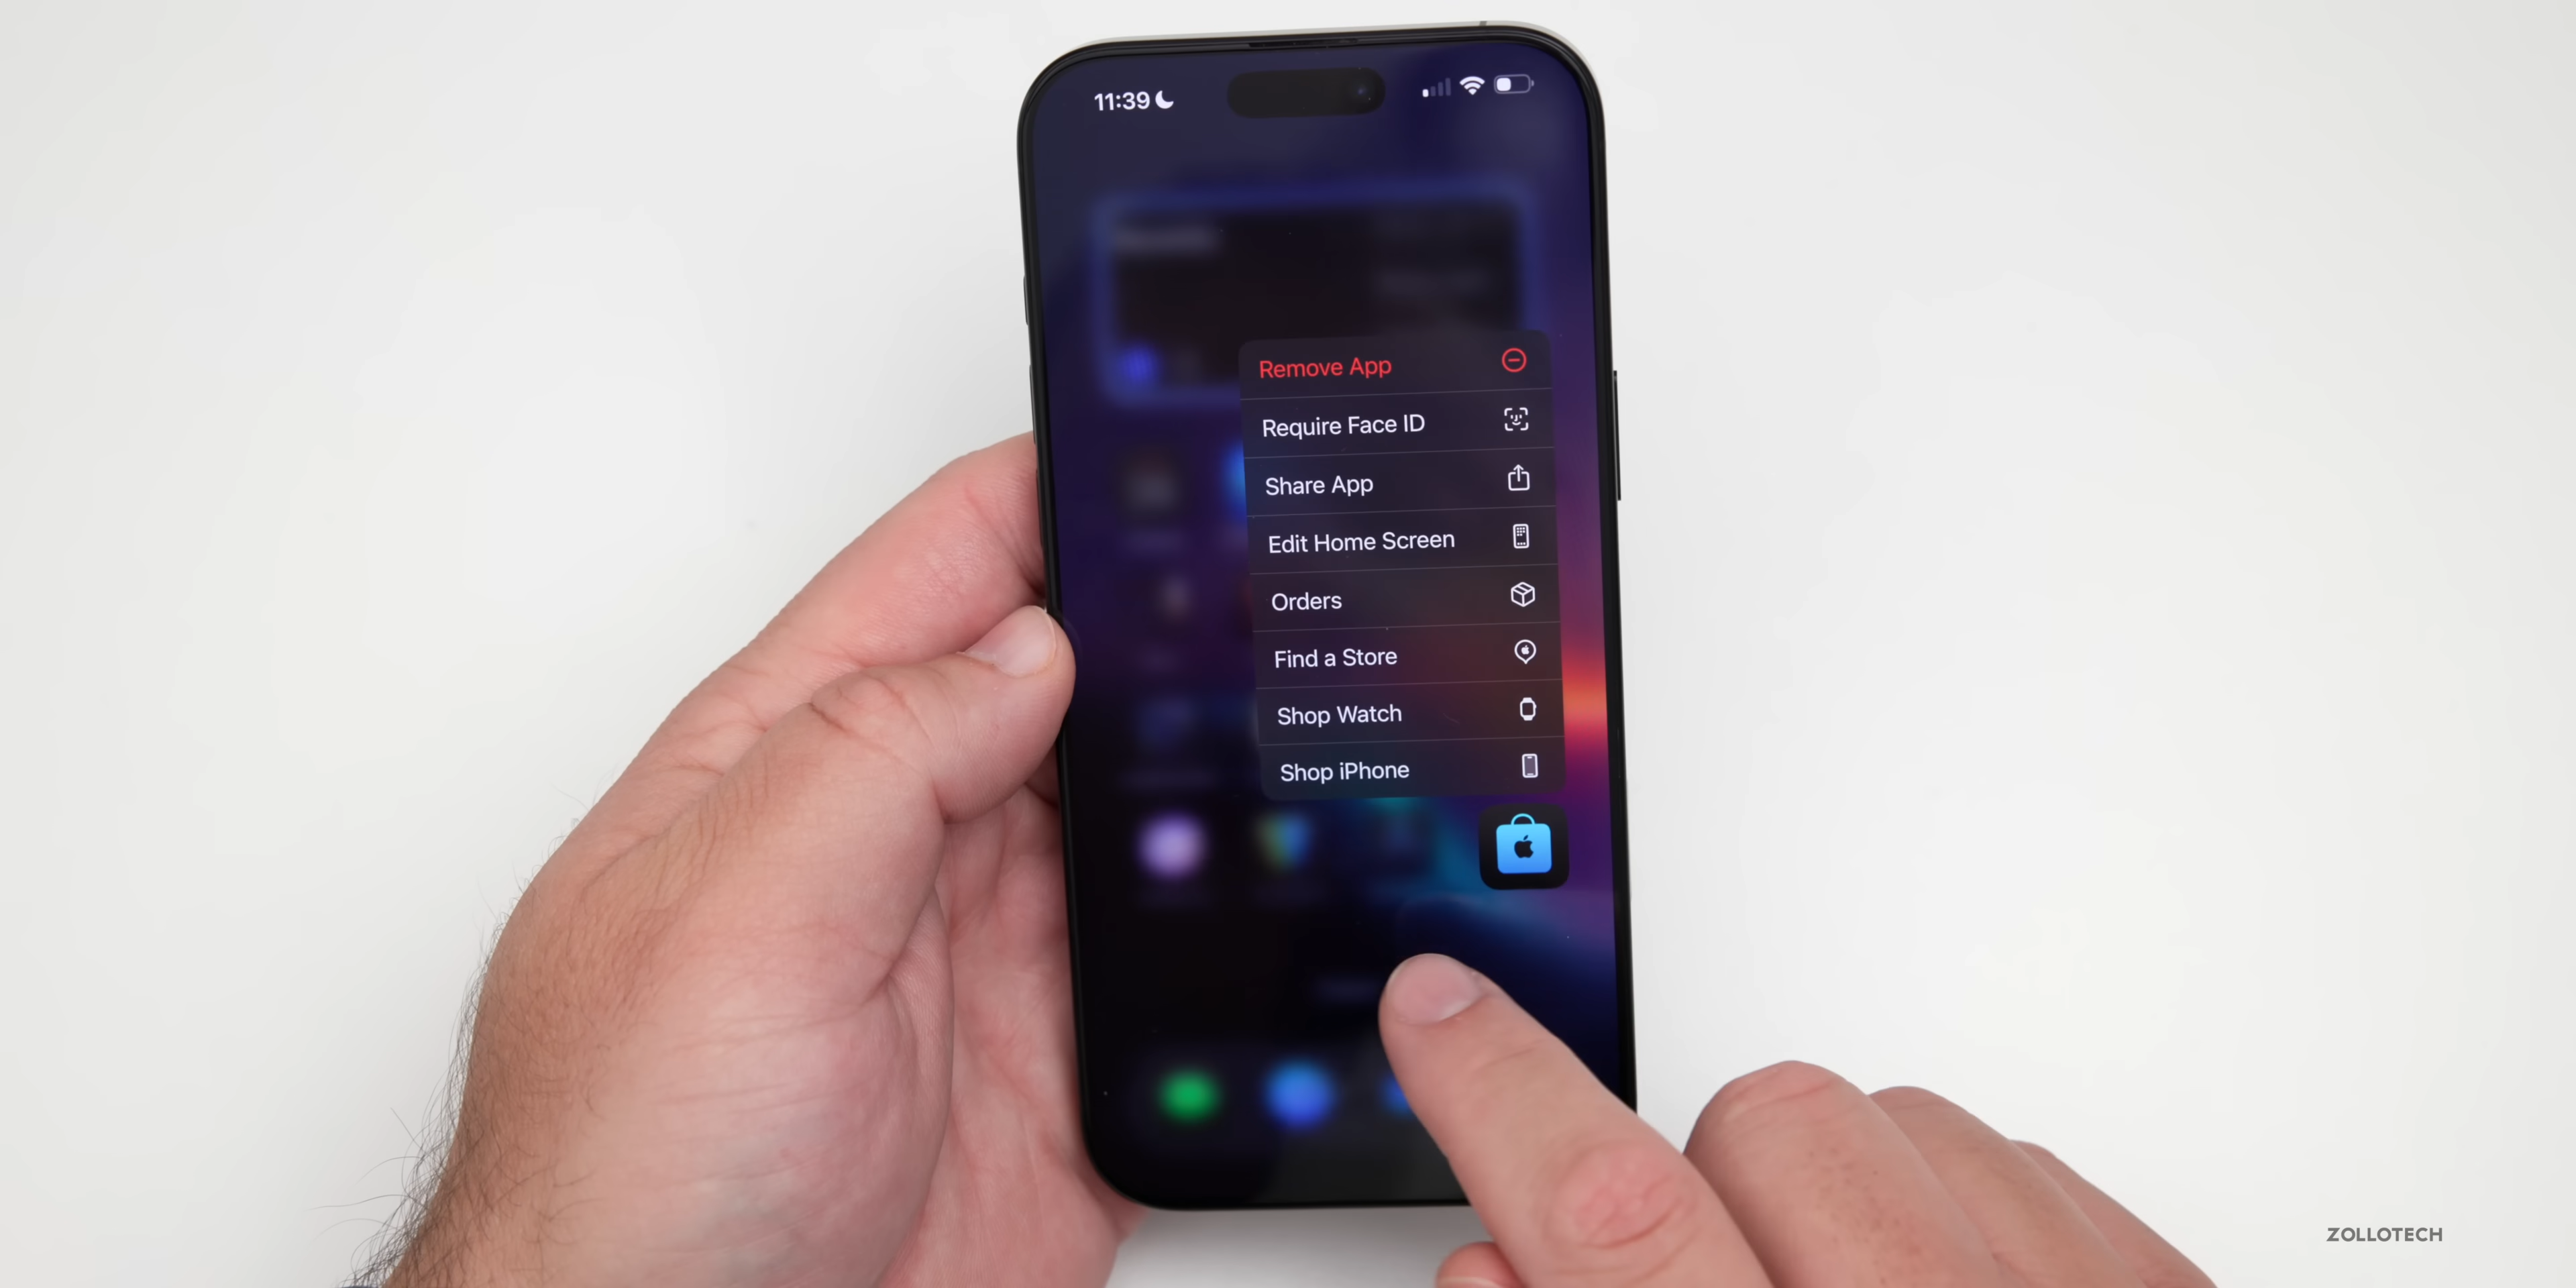 11:39
Remove App
Require Face ID
Share App
Edit Home Screen
Orders
Find a Store
Shop Watch
Shop iPhone
ZOLLOTECH